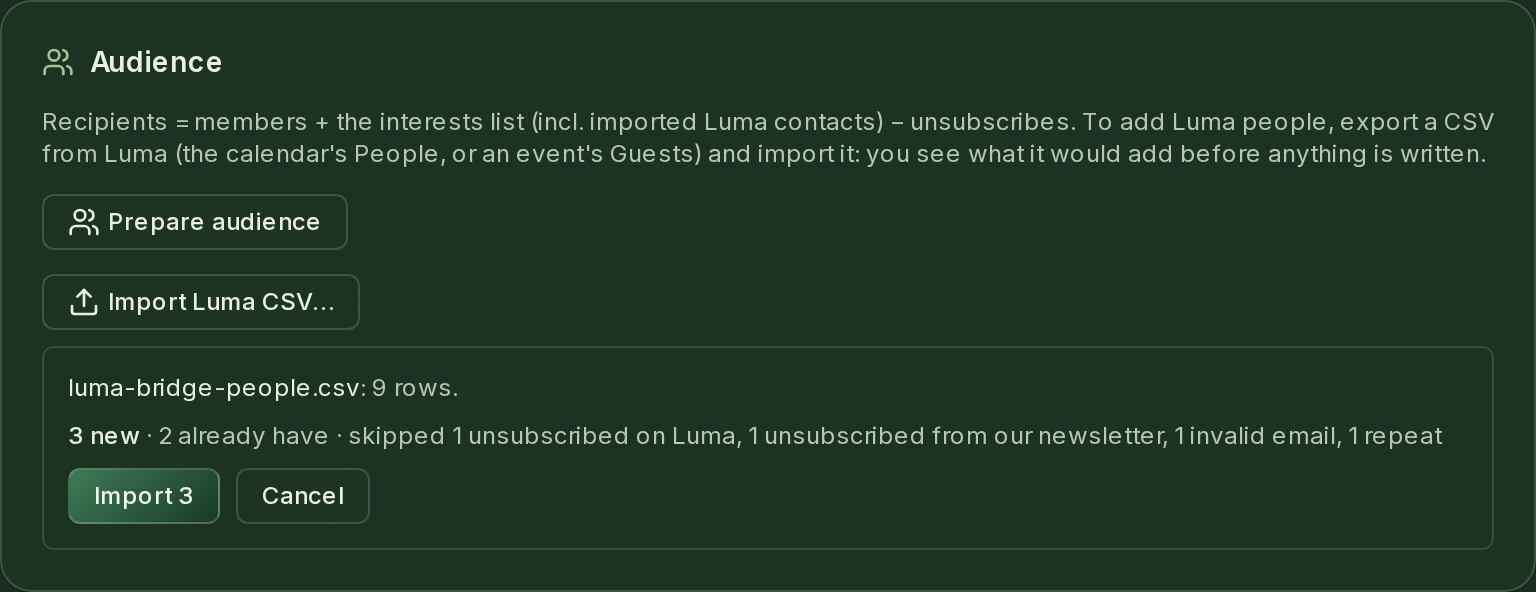 Audience
Recipients = members + the interests list (incl. imported Luma contacts) – unsubscribes. To add Luma people, export a CSV
from Luma (the calendar's People, or an event's Guests) and import it: you see what it would add before anything is written.
Prepare audience
Import Luma CSV…
luma-bridge-people.csv: 9 rows.
3 new · 2 already have · skipped 1 unsubscribed on Luma, 1 unsubscribed from our newsletter, 1 invalid email, 1 repeat
Import 3
Cancel